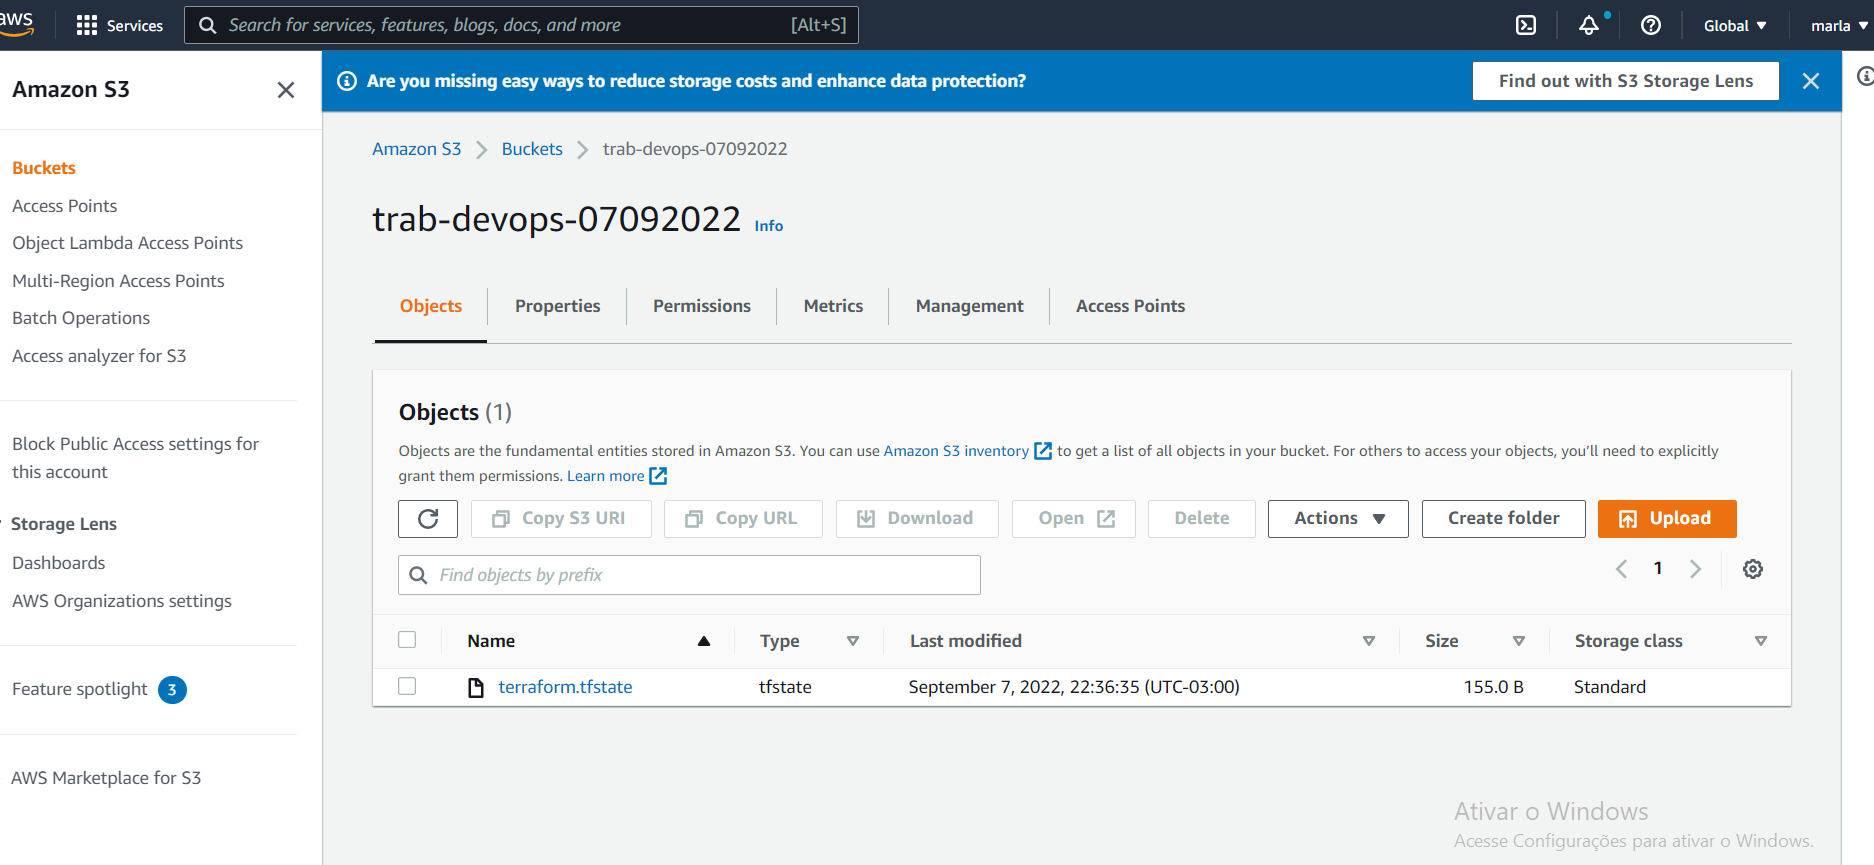 aws
Services
Search for services, features, blogs, docs, and more
[Alt+S]
Global
marla
Amazon S3
Buckets
Access Points
Object Lambda Access Points
Multi-Region Access Points
Batch Operations
Access analyzer for S3
Block Public Access settings for
this account
Storage Lens
Dashboards
AWS Organizations settings
Feature spotlight 3
AWS Marketplace for S3
Are you missing easy ways to reduce storage costs and enhance data protection?
Find out with S3 Storage Lens
Amazon S3 > Buckets > trab-devops-07092022
trab-devops-07092022 Info
Objects Properties Permissions Metrics Management Access Points
Objects (1)
Objects are the fundamental entities stored in Amazon S3. You can use Amazon S3 inventory to get a list of all objects in your bucket. For others to access your objects, you’ll need to explicitly
grant them permissions. Learn more
Copy S3 URI Copy URL Download Open Delete Actions Create folder Upload
Find objects by prefix
1
Name Type Last modified Size Storage class
terraform.tfstate tfstate September 7, 2022, 22:36:35 (UTC-03:00) 155.0 B Standard
Ativar o Windows
Acesse Configurações para ativar o Windows.